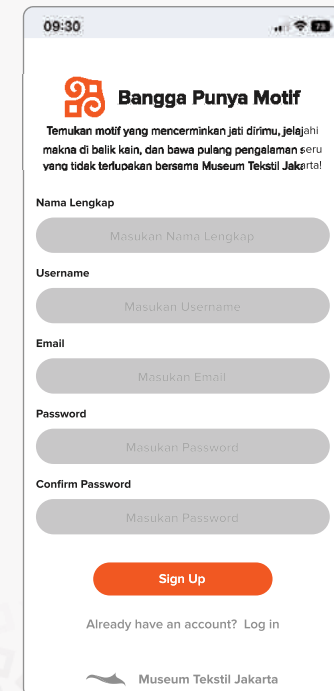 09:30
73
Bangga Punya Motif
Temukan motif yang mencerminkan jati dirimu, jelajahi
makna di balik kain, dan bawa pulang pengalaman seru
yang tidak terlupakan bersama Museum Tekstil Jakarta!
Nama Lengkap
Masukan Nama Lengkap
Username
Masukan Username
Email
Masukan Email
Password
Masukan Password
Confirm Password
Masukan Password
Sign Up
Already have an account? Log in
Museum Tekstil Jakarta